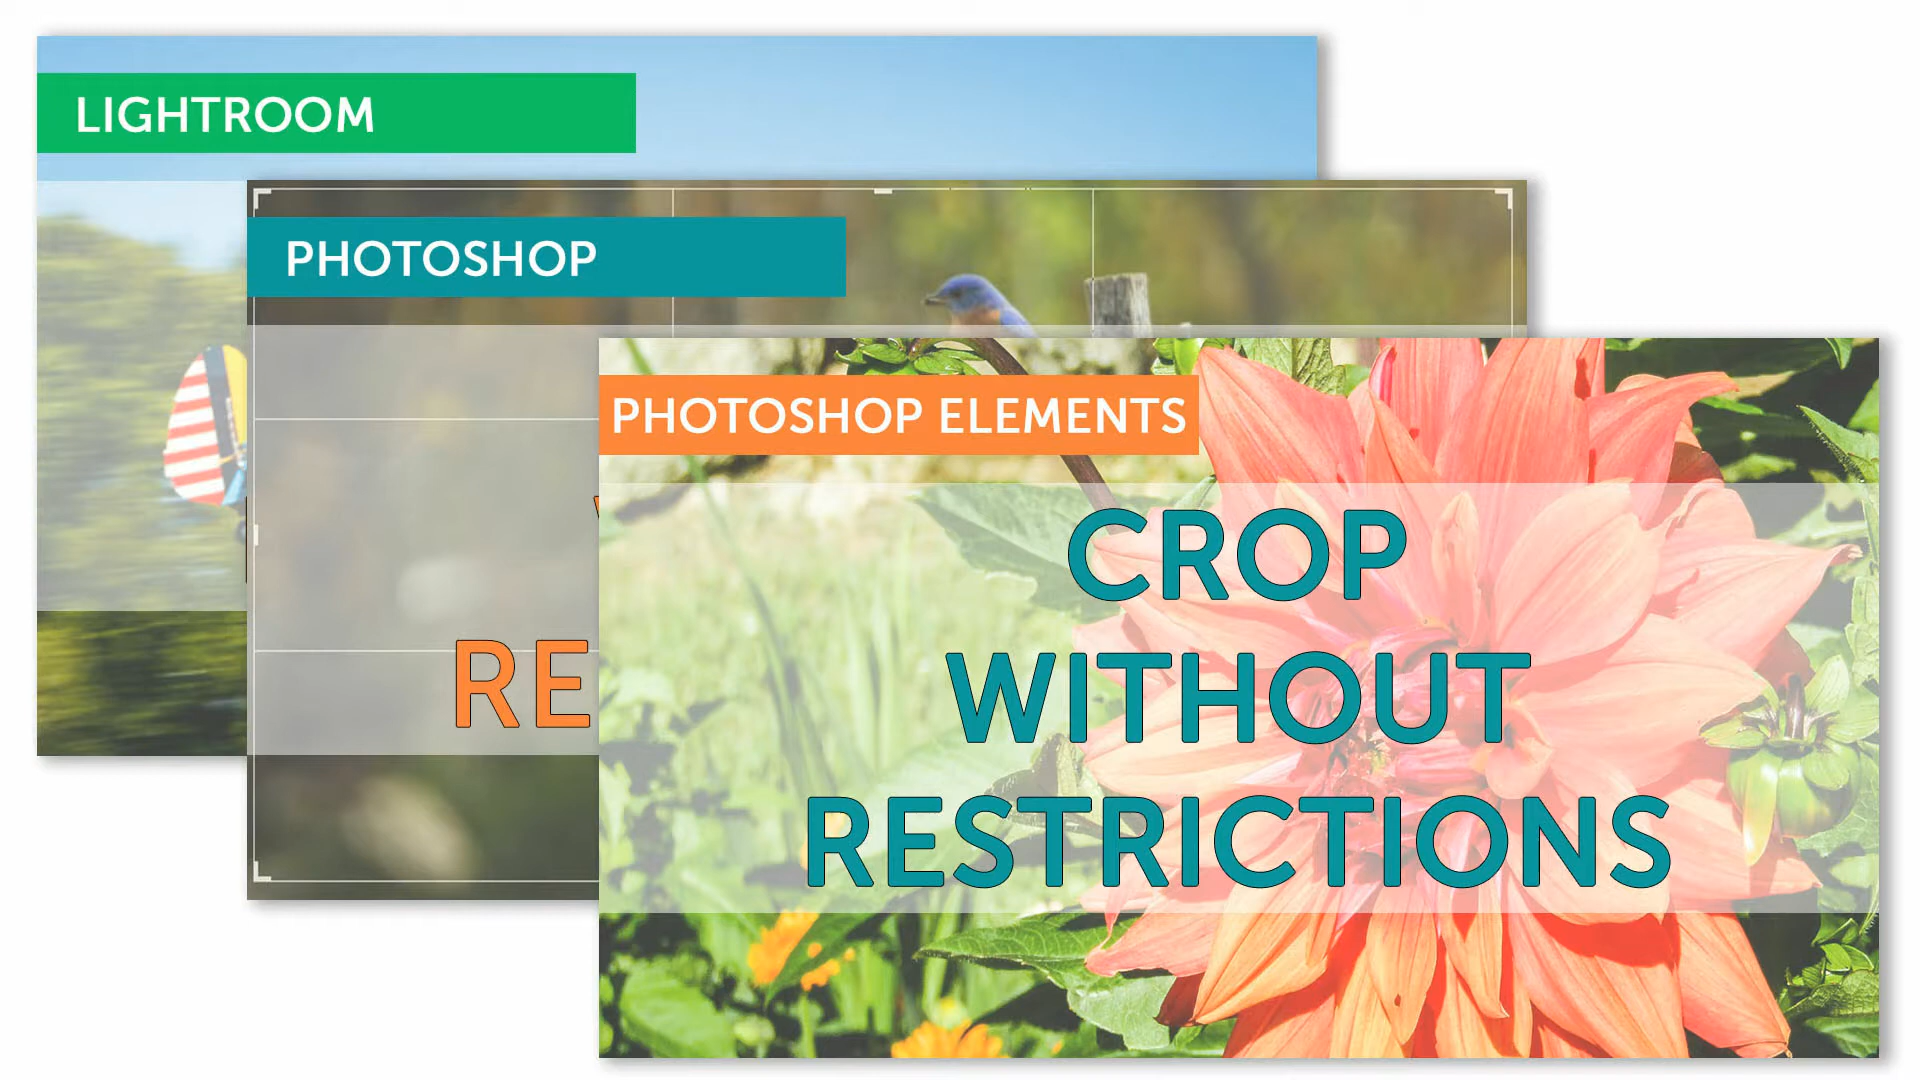 LIGHTROOM
PHOTOSHOP
PHOTOSHOP ELEMENTS
CROP
WITHOUT
RE
RESTRICTIONS